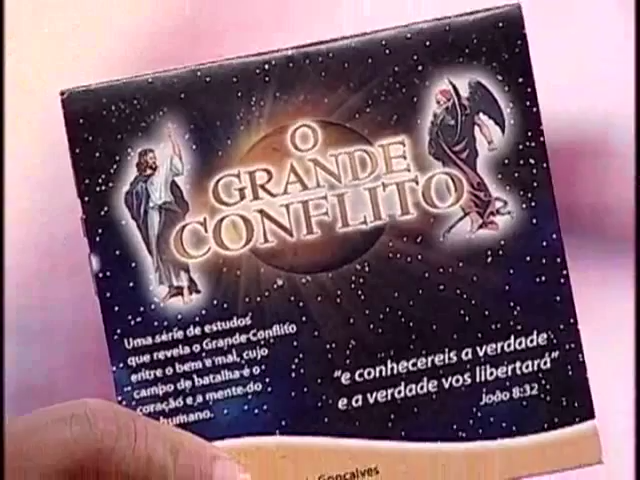 O
GRANDE
CONFLITO
Uma série de estudos
que revela o Grande Conflito
entre o bem e mal, cujo
campo de batalha é o
coração e a mente do
humano.
"e conhecereis a verdade
e a verdade vos libertará"
João 8:32
Gonçalves